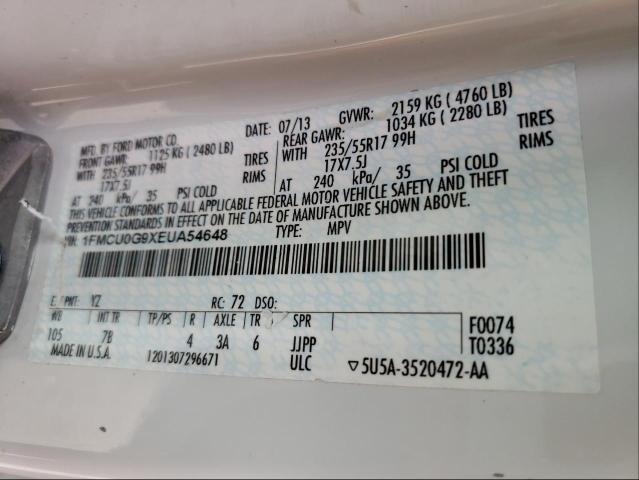 MFD. BY FORD MOTOR CO. DATE: 07/13 GVWR: 2159 KG ( 4760 LB)
FRONT GAWR: 1125 KG ( 2480 LB) REAR GAWR: 1034 KG ( 2280 LB)
WITH 235/55R17 99H TIRES WITH 235/55R17 99H TIRES
17X7.5J RIMS 17X7.5J RIMS
AT 240 kPa/ 35 PSI COLD AT 240 kPa/ 35 PSI COLD
THIS VEHICLE CONFORMS TO ALL APPLICABLE FEDERAL MOTOR VEHICLE SAFETY AND THEFT
PREVENTION STANDARDS IN EFFECT ON THE DATE OF MANUFACTURE SHOWN ABOVE.
VIN: 1FMCU0G9XEUA54648 TYPE: MPV
PNT: YZ RC: 72 DSO:
WB INT TR TP/PS R AXLE TR SPR F0074
105 7B 4 3A 6 JJPP T0336
MADE IN U.S.A. 1201307296671 ULC ▽5U5A-3520472-AA